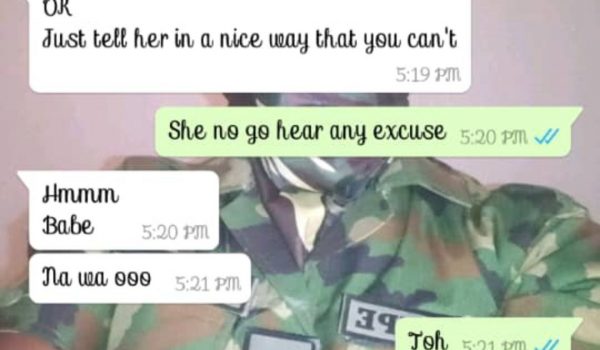 OK
Just tell her in a nice way that you can't
5:19 PM
She no go hear any excuse 5:20 PM
Hmmm
Babe 5:20 PM
Na wa ooo 5:21 PM
Toh 5:21 PM